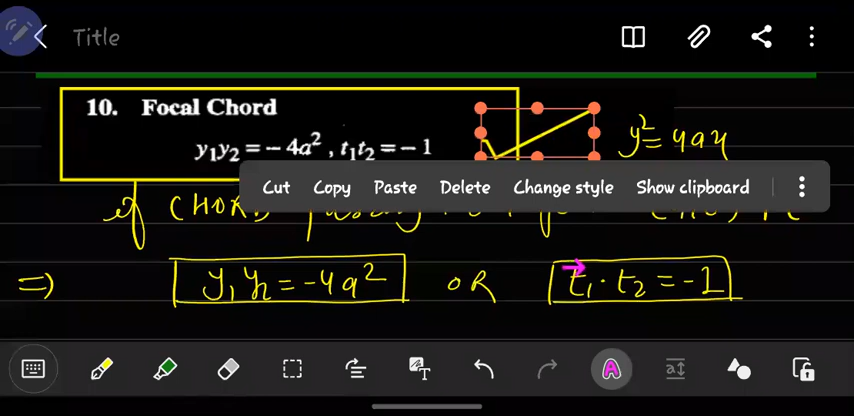 Title
10. Focal Chord
y₁y₂ = − 4a², t₁t₂ = − 1
y² = 4ax
Cut Copy Paste Delete Change style Show clipboard
if CHORD
⇒ y₁y₂ = -4a² OR t₁ · t₂ = -1